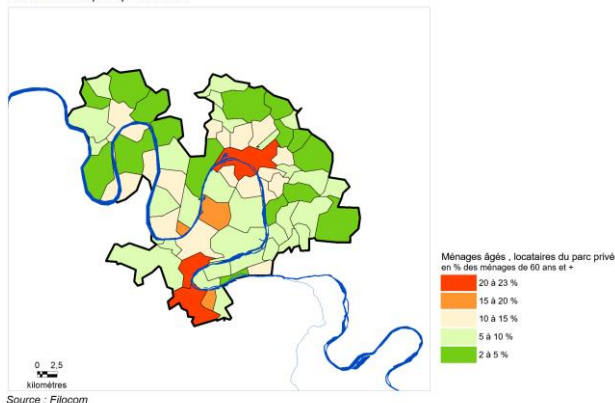 Ménages âgés , locataires du parc privé
en % des ménages de 60 ans et +
20 à 23 %
15 à 20 %
10 à 15 %
5 à 10 %
2 à 5 %
0 2,5
kilomètres
Source : Filocom